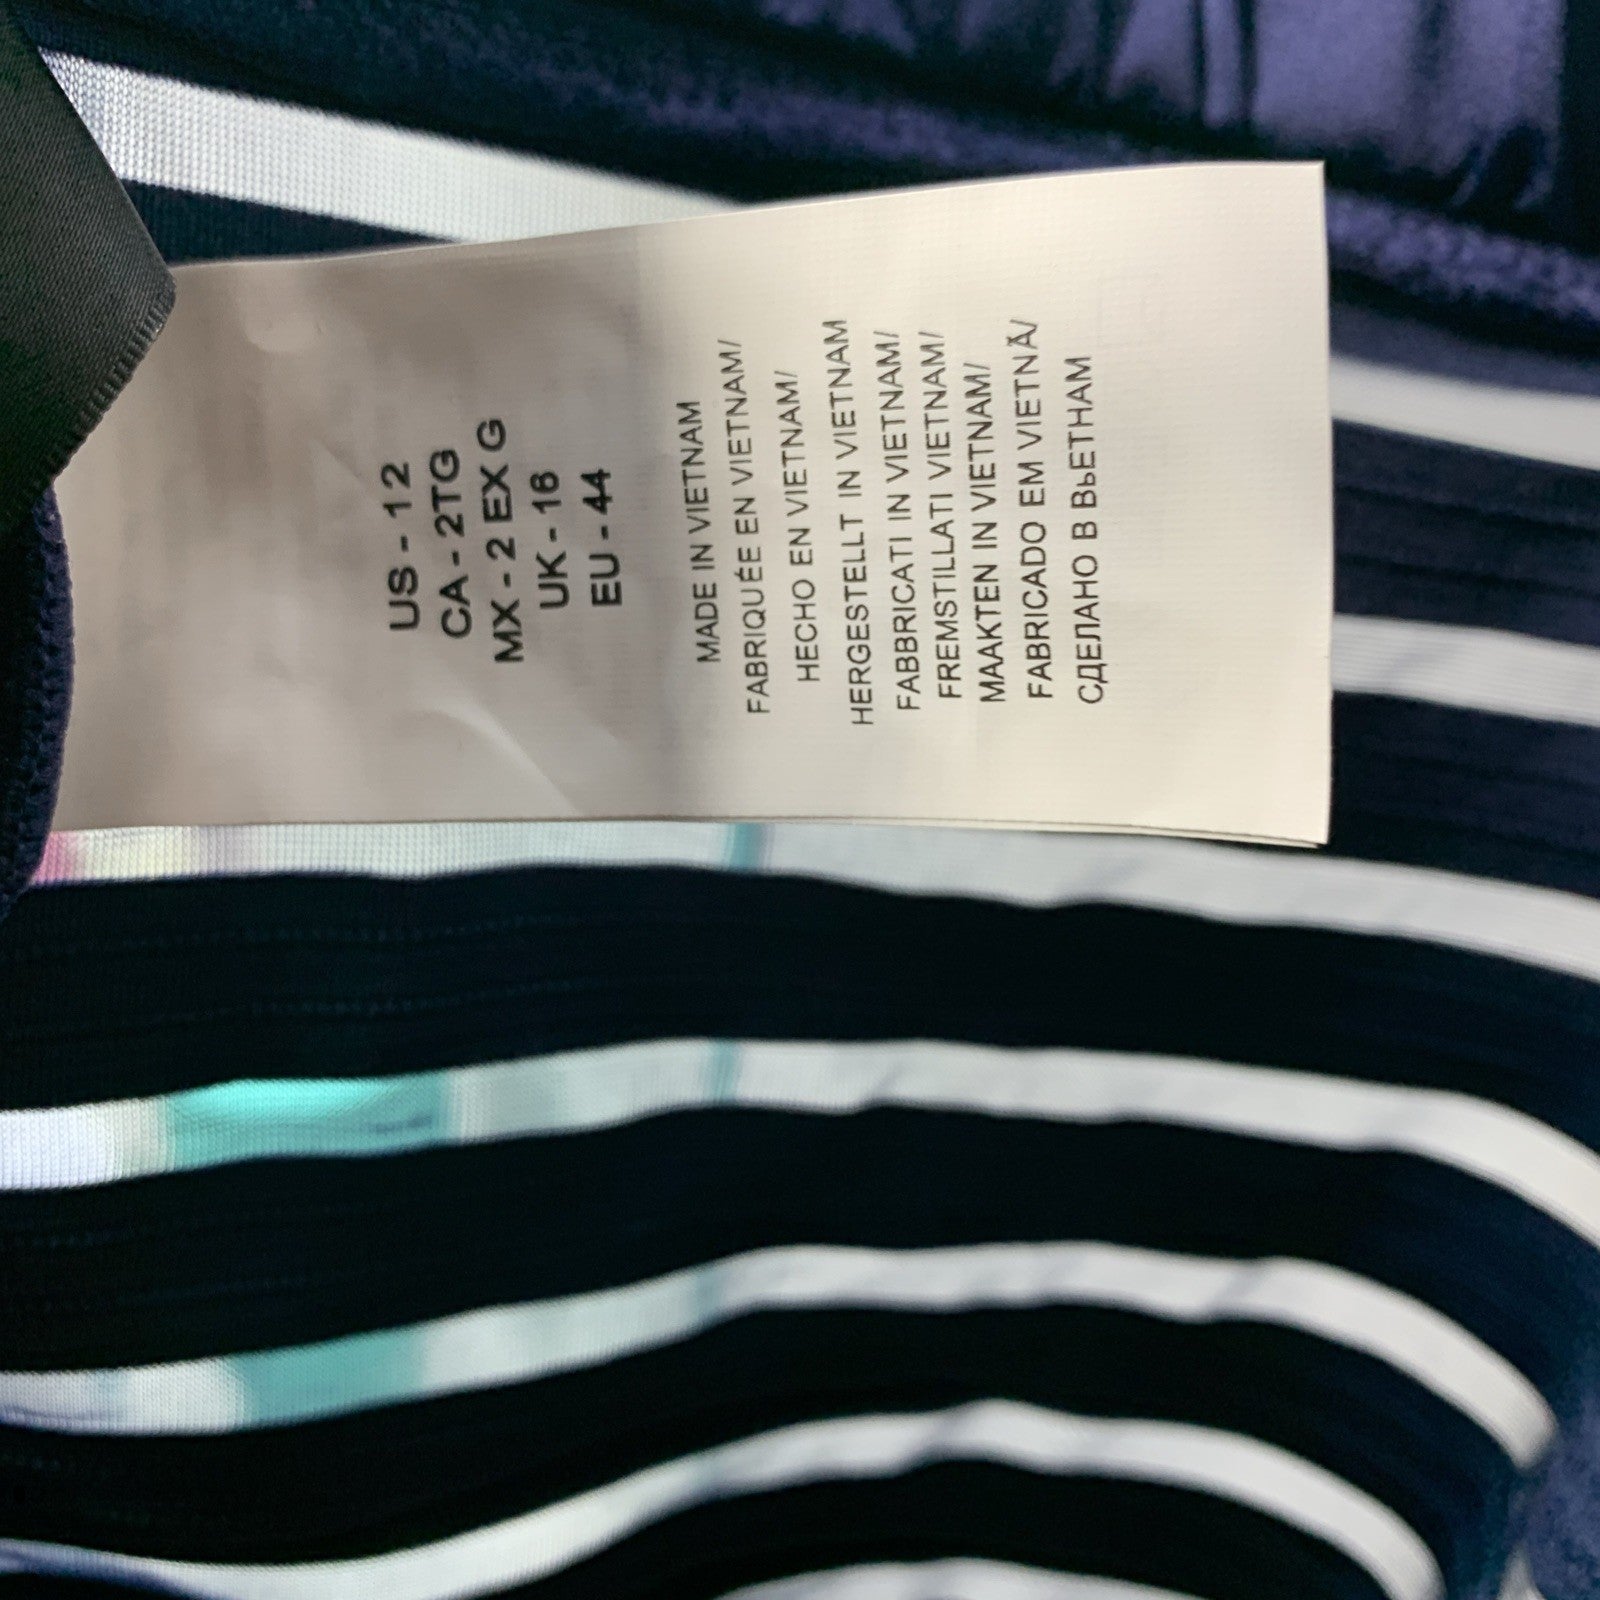 US - 12
CA - 2TG
MX - 2 EX G
UK - 16
EU - 44
MADE IN VIETNAM
FABRIQUÉE EN VIETNAM/
HECHO EN VIETNAM/
HERGESTELLT IN VIETNAM
FABBRICATI IN VIETNAM/
FREMSTILLATI VIETNAM/
MAAKTEN IN VIETNAM/
FABRICADO EM VIETNÃ/
СДЕЛАНО В ВЬЕТНАМ